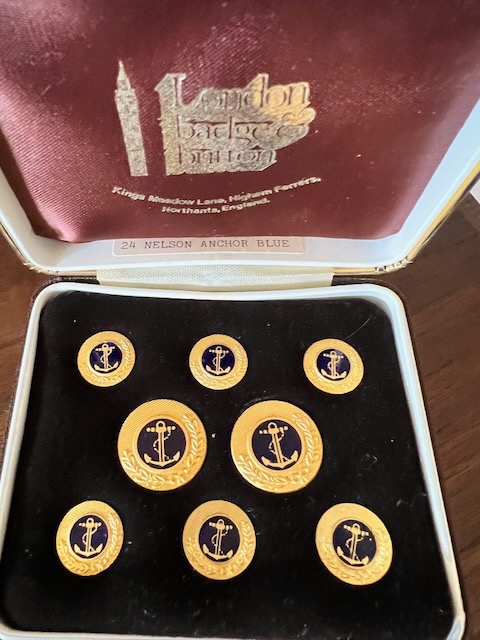 London
badge &
button
Kings Meadow Lane, Higham Ferrers,
Northants, England.
24 NELSON ANCHOR BLUE